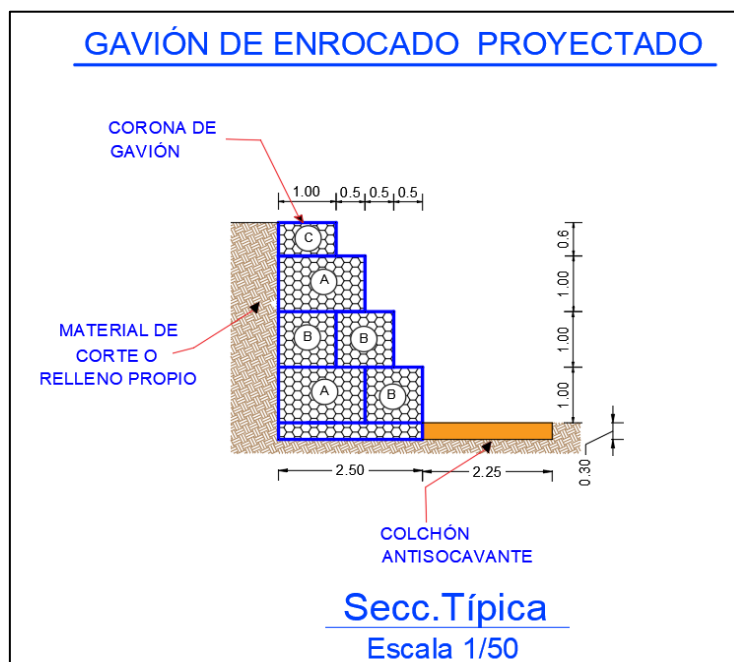 GAVIÓN DE ENROCADO PROYECTADO
CORONA DE
GAVIÓN
1.00 0.5 0.5 0.5
C
0.6
A
1.00
MATERIAL DE
CORTE O
RELLENO PROPIO
B B
1.00
A B
1.00
2.50 2.25
0.30
COLCHÓN
ANTISOCAVANTE
Secc.Típica
Escala 1/50